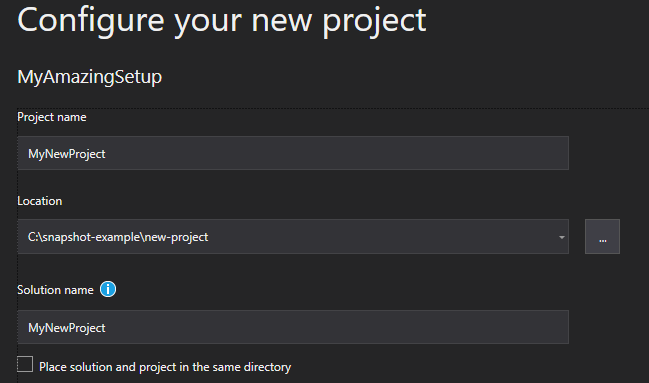 Configure your new project
MyAmazingSetup
Project name
MyNewProject
Location
C:\snapshot-example\new-project
...
Solution name
MyNewProject
Place solution and project in the same directory